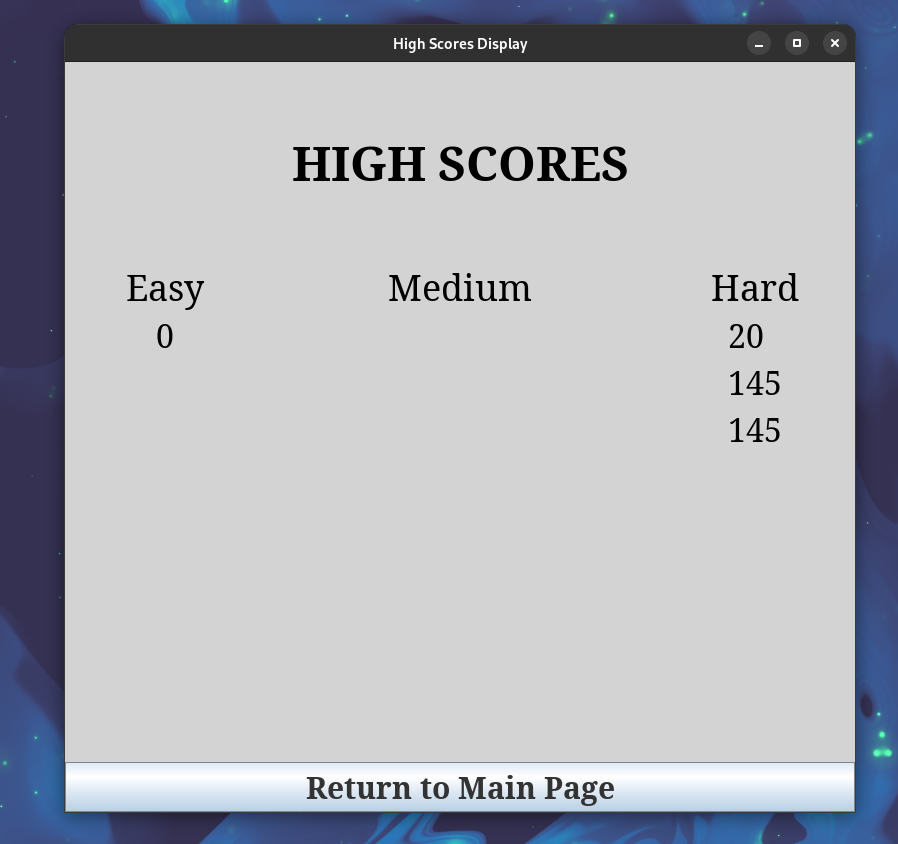 High Scores Display
HIGH SCORES
Easy Medium Hard
0 20
145
145
Return to Main Page